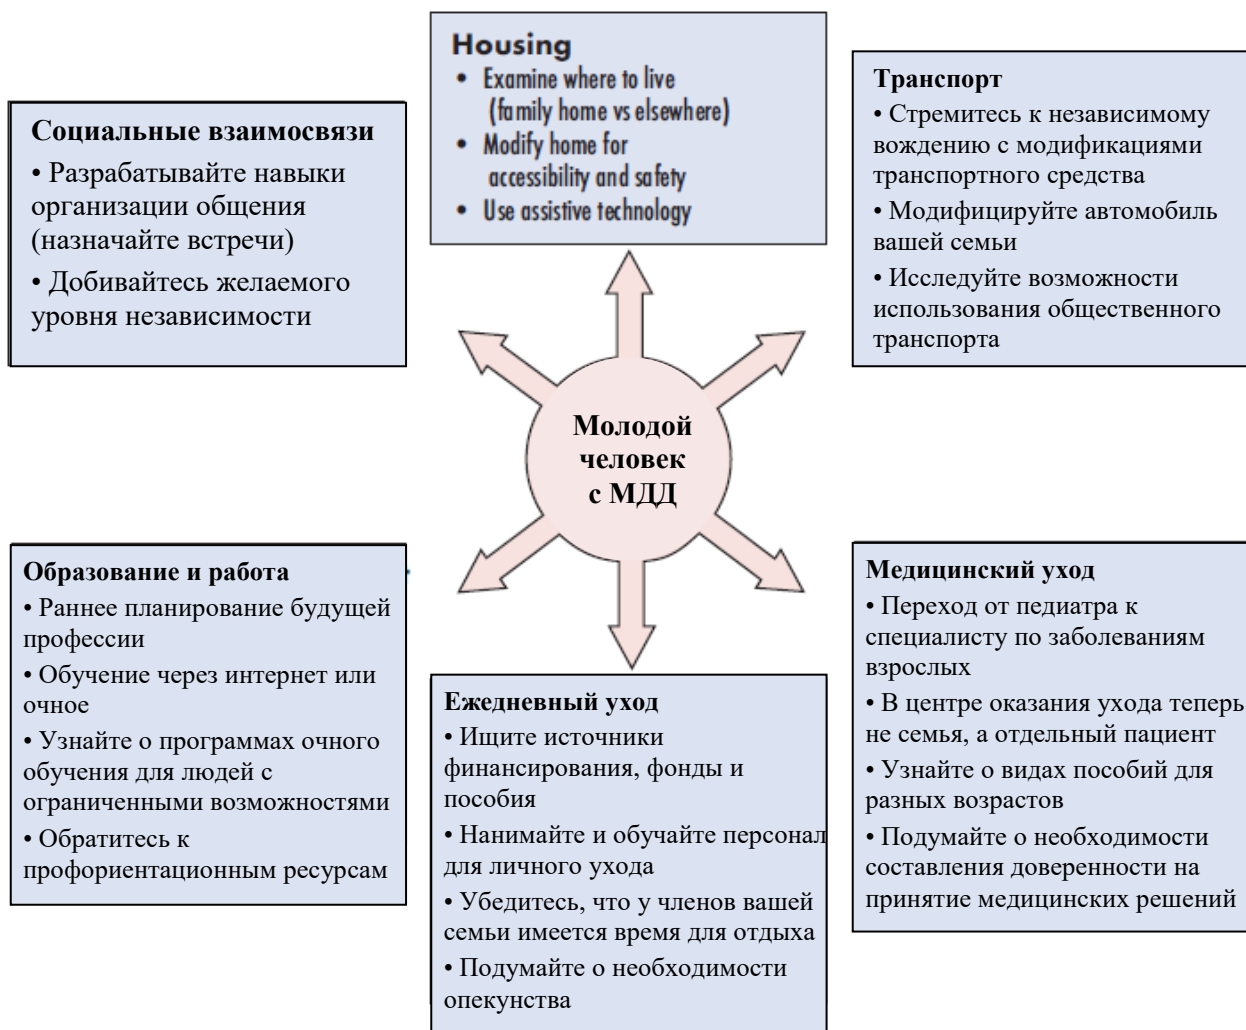 Housing
• Examine where to live
(family home vs elsewhere)
• Modify home for
accessibility and safety
• Use assistive technology
Социальные взаимосвязи
• Разрабатывайте навыки
организации общения
(назначайте встречи)
• Добивайтесь желаемого
уровня независимости
Транспорт
• Стремитесь к независимому
вождению с модификациями
транспортного средства
• Модифицируйте автомобиль
вашей семьи
• Исследуйте возможности
использования общественного
транспорта
Молодой
человек
с МДД
Образование и работа
• Раннее планирование будущей
профессии
• Обучение через интернет или
очное
• Узнайте о программах очного
обучения для людей с
ограниченными возможностями
• Обратитесь к
профориентационным ресурсам
Ежедневный уход
• Ищите источники
финансирования, фонды и
пособия
• Нанимайте и обучайте персонал
для личного ухода
• Убедитесь, что у членов вашей
семьи имеется время для отдыха
• Подумайте о необходимости
опекунства
Медицинский уход
• Переход от педиатра к
специалисту по заболеваниям
взрослых
• В центре оказания ухода теперь
не семья, а отдельный пациент
• Узнайте о видах пособий для
разных возрастов
• Подумайте о необходимости
составления доверенности на
принятие медицинских решений